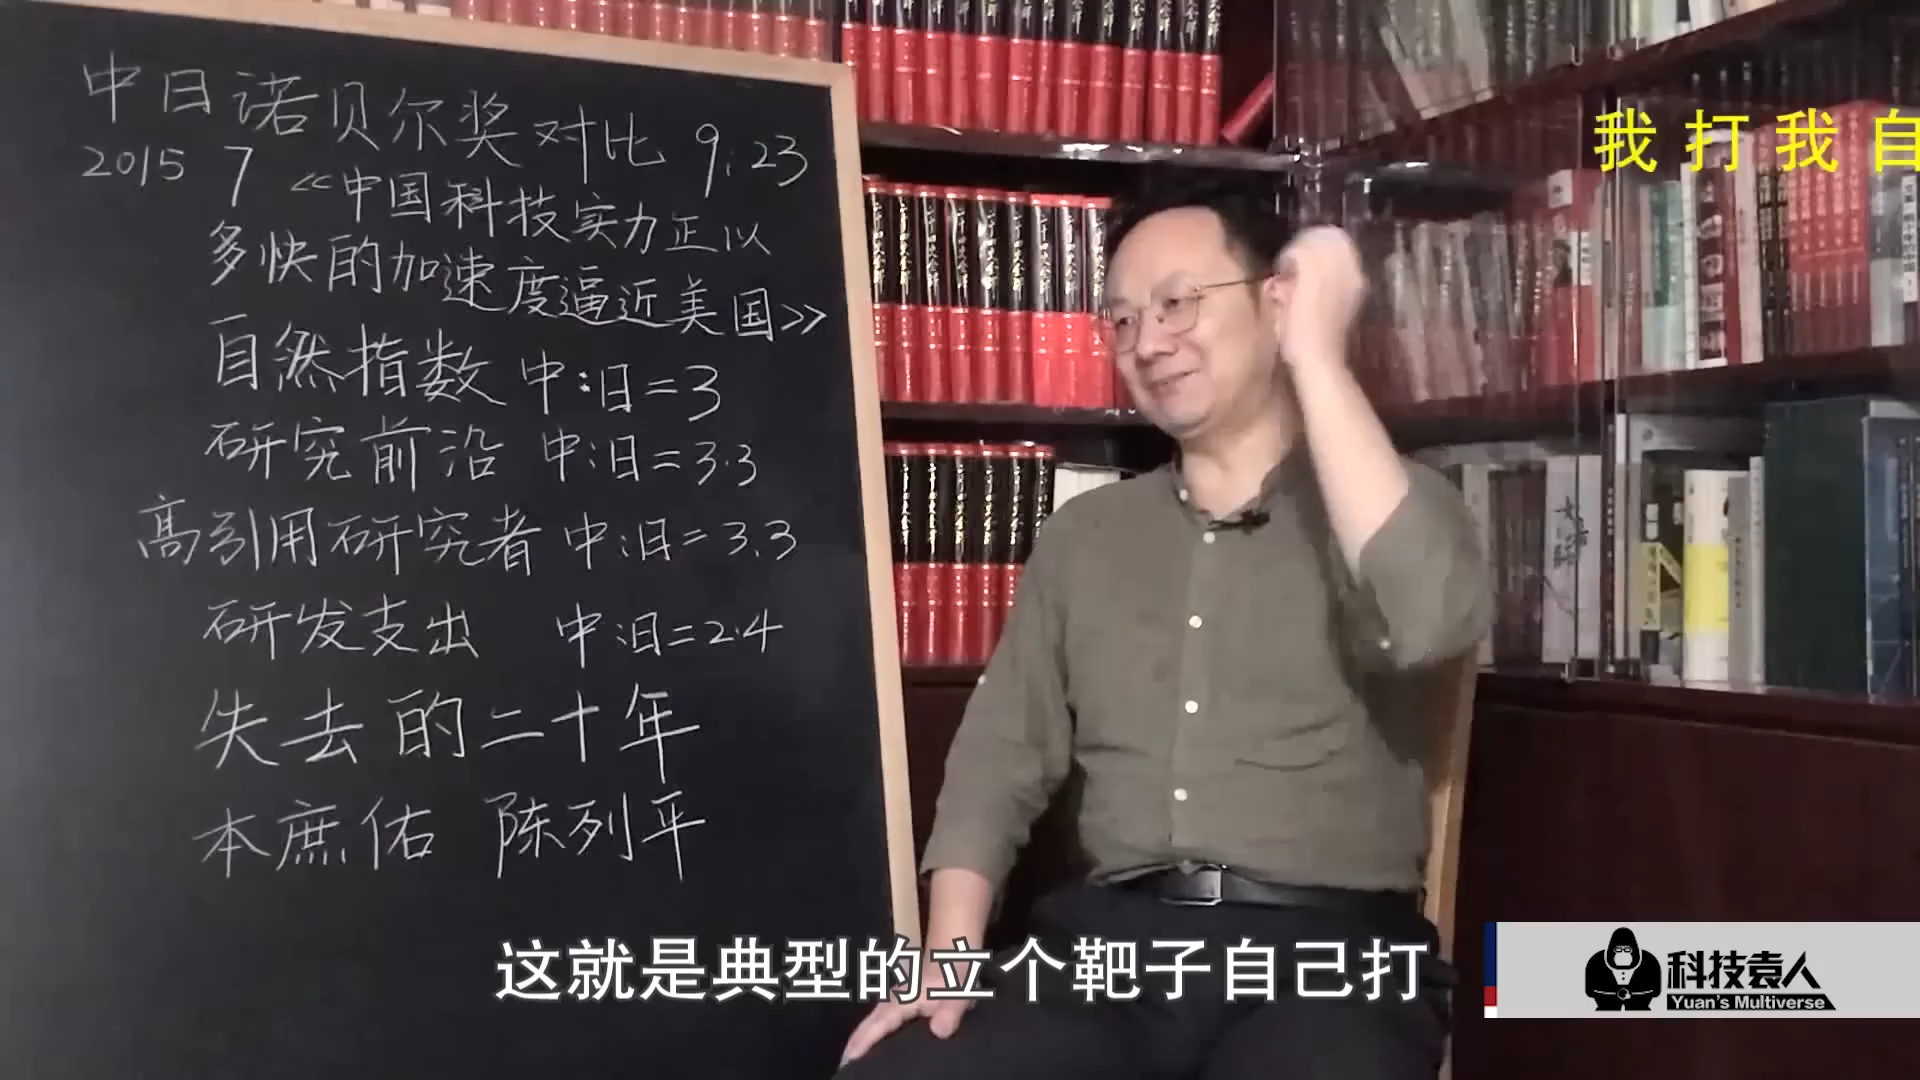 中日诺贝尔奖对比 9:23
2015 7 《中国科技实力正以
多快的加速度逼近美国》
自然指数 中:日=3
研究前沿 中:日=3.3
高引用研究者 中:日=3.3
研发支出 中:日=2.4
失去的二十年
本庶佑 陈列平
我打我自
这就是典型的立个靶子自己打
科技袁人
Yuan's Multiverse